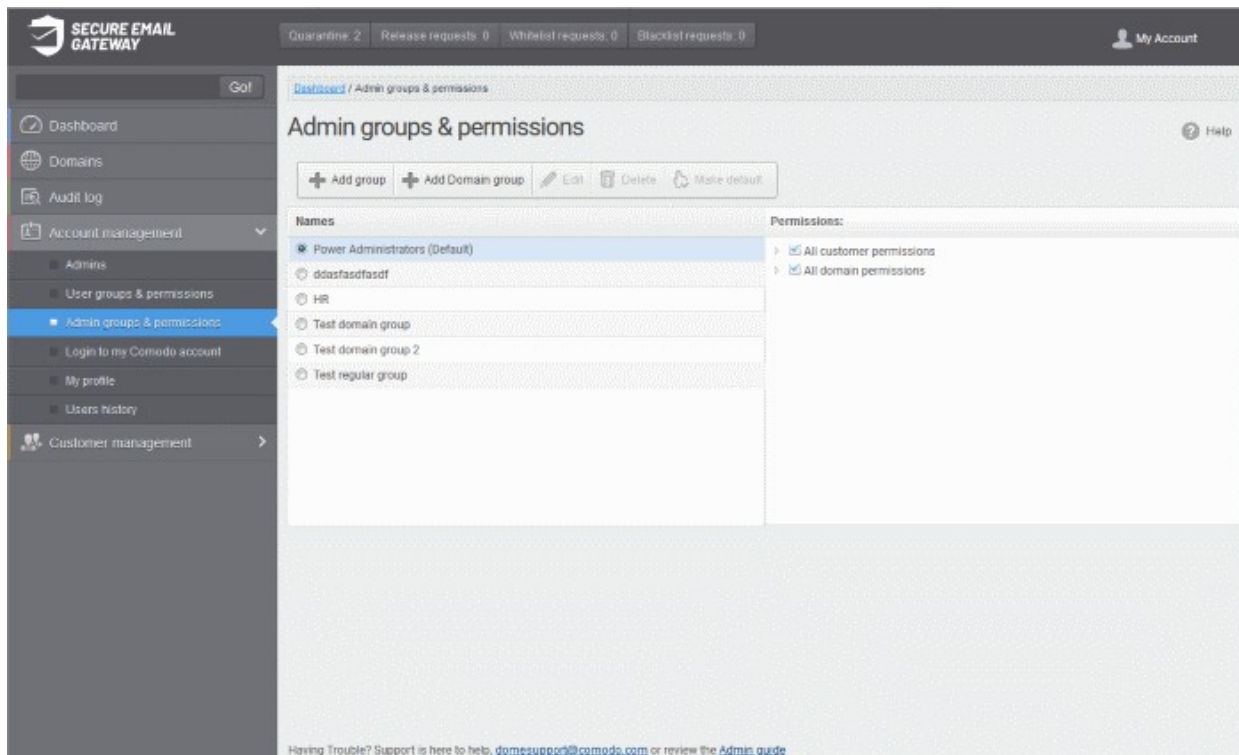 SECURE EMAIL
GATEWAY
Quarantine: 2 Release requests: 0 Whitelist requests: 0 Blacklist requests: 0
My Account
Go!
Dashboard / Admin groups & permissions
Dashboard
Domains
Audit log
Account management
Admins
User groups & permissions
Admin groups & permissions
Login to my Comodo account
My profile
Users history
Customer management
Admin groups & permissions
Help
Add group Add Domain group Edit Delete Make default
Names Permissions:
Power Administrators (Default) All customer permissions
ddasfasdfasdf All domain permissions
HR
Test domain group
Test domain group 2
Test regular group
Having Trouble? Support is here to help, domesupport@comodo.com or review the Admin guide